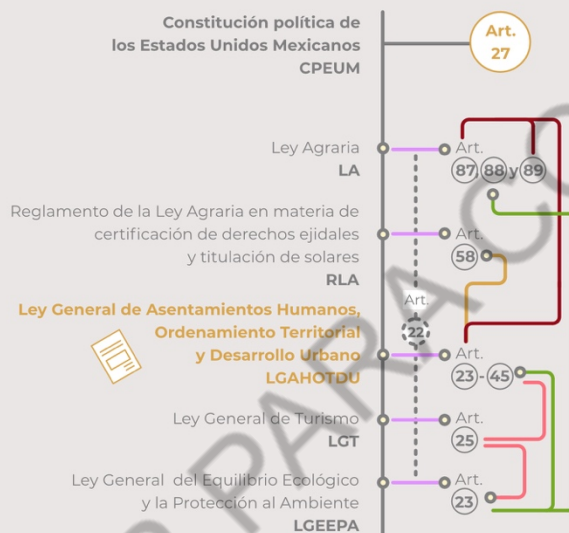 Constitución política de
los Estados Unidos Mexicanos
CPEUM
Art.
27
Ley Agraria
LA
Art.
87, 88 y 89
Reglamento de la Ley Agraria en materia de
certificación de derechos ejidales
y titulación de solares
RLA
Art.
58
Art.
22
Ley General de Asentamientos Humanos,
Ordenamiento Territorial
y Desarrollo Urbano
LGAHOTDU
Art.
23-45
Ley General de Turismo
LGT
Art.
25
Ley General del Equilibrio Ecológico
y la Protección al Ambiente
LGEEPA
Art.
23
PARA